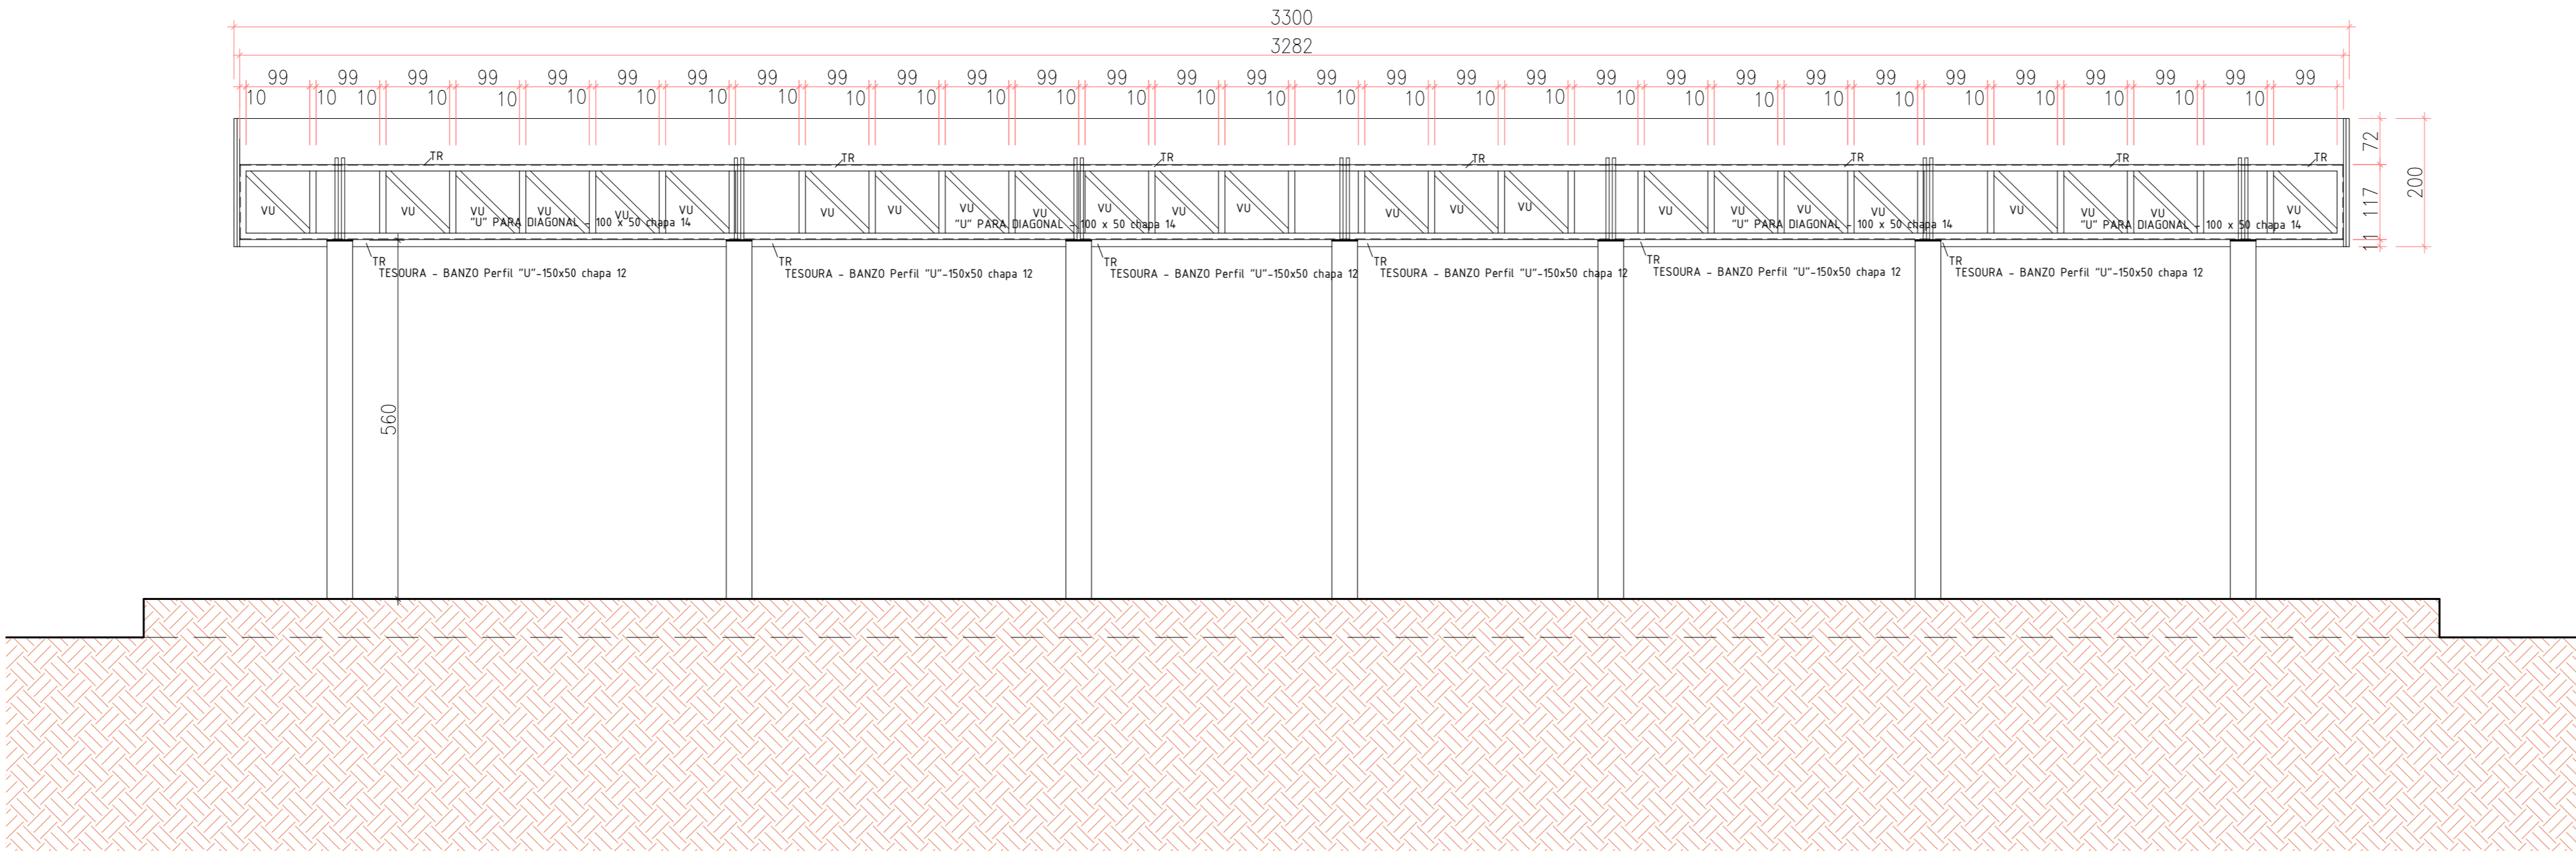 3300
3282
99 99 99 99 99 99 99 99 99 99 99 99 99 99 99 99 99 99 99 99 99 99 99 99 99 99 99 99 99 99
10 10 10 10 10 10 10 10 10 10 10 10 10 10 10 10 10 10 10 10 10 10 10 10 10 10 10 10 10 10
72
117
11
200
TR TR TR TR TR TR TR
VU VU VU VU VU VU VU VU VU VU VU VU VU VU VU VU VU VU VU VU VU VU VU VU
"U" PARA DIAGONAL - 100 x 50 chapa 14
"U" PARA DIAGONAL - 100 x 50 chapa 14
"U" PARA DIAGONAL - 100 x 50 chapa 14
"U" PARA DIAGONAL - 100 x 50 chapa 14
TR TR TR TR TR TR
TESOURA - BANZO Perfil "U"-150x50 chapa 12
TESOURA - BANZO Perfil "U"-150x50 chapa 12
TESOURA - BANZO Perfil "U"-150x50 chapa 12
TESOURA - BANZO Perfil "U"-150x50 chapa 12
TESOURA - BANZO Perfil "U"-150x50 chapa 12
TESOURA - BANZO Perfil "U"-150x50 chapa 12
560